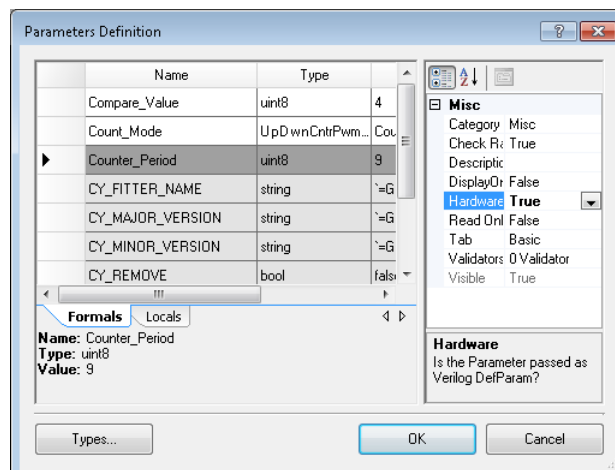 Parameters Definition
Name Type
Compare_Value uint8 4
Count_Mode UpDwnCntrPwm... Cou
Counter_Period uint8 9
CY_FITTER_NAME string `=G
CY_MAJOR_VERSION string `=G
CY_MINOR_VERSION string `=G
CY_REMOVE bool fals
Formals Locals
Name: Counter_Period
Type: uint8
Value: 9
Misc
Category Misc
Check Ra True
Descriptic
DisplayOr False
Hardware True
Read Onl False
Tab Basic
Validators 0 Validator
Visible True
Hardware
Is the Parameter passed as
Verilog DefParam?
Types... OK Cancel